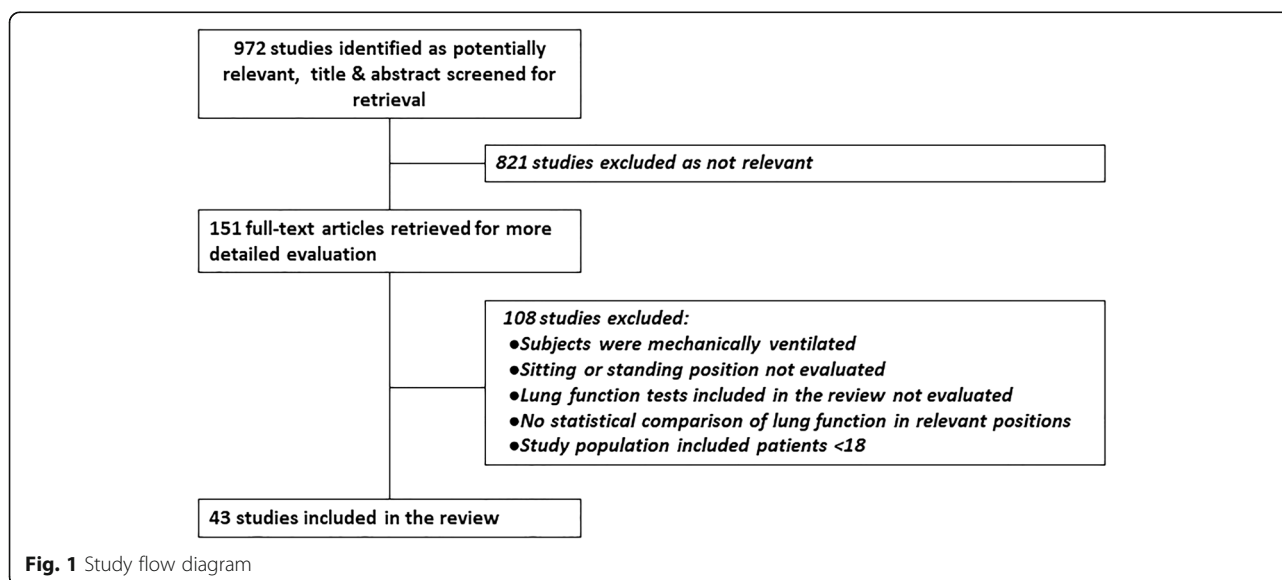 972 studies identified as potentially
relevant, title & abstract screened for
retrieval
821 studies excluded as not relevant
151 full-text articles retrieved for more
detailed evaluation
108 studies excluded:
●Subjects were mechanically ventilated
●Sitting or standing position not evaluated
●Lung function tests included in the review not evaluated
●No statistical comparison of lung function in relevant positions
●Study population included patients <18
43 studies included in the review
Fig. 1 Study flow diagram